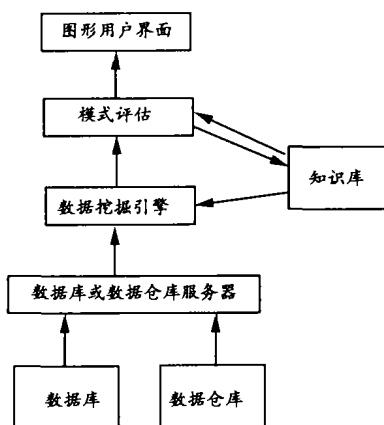 图形用户界面
模式评估
知识库
数据挖掘引擎
数据库或数据仓库服务器
数据库
数据仓库